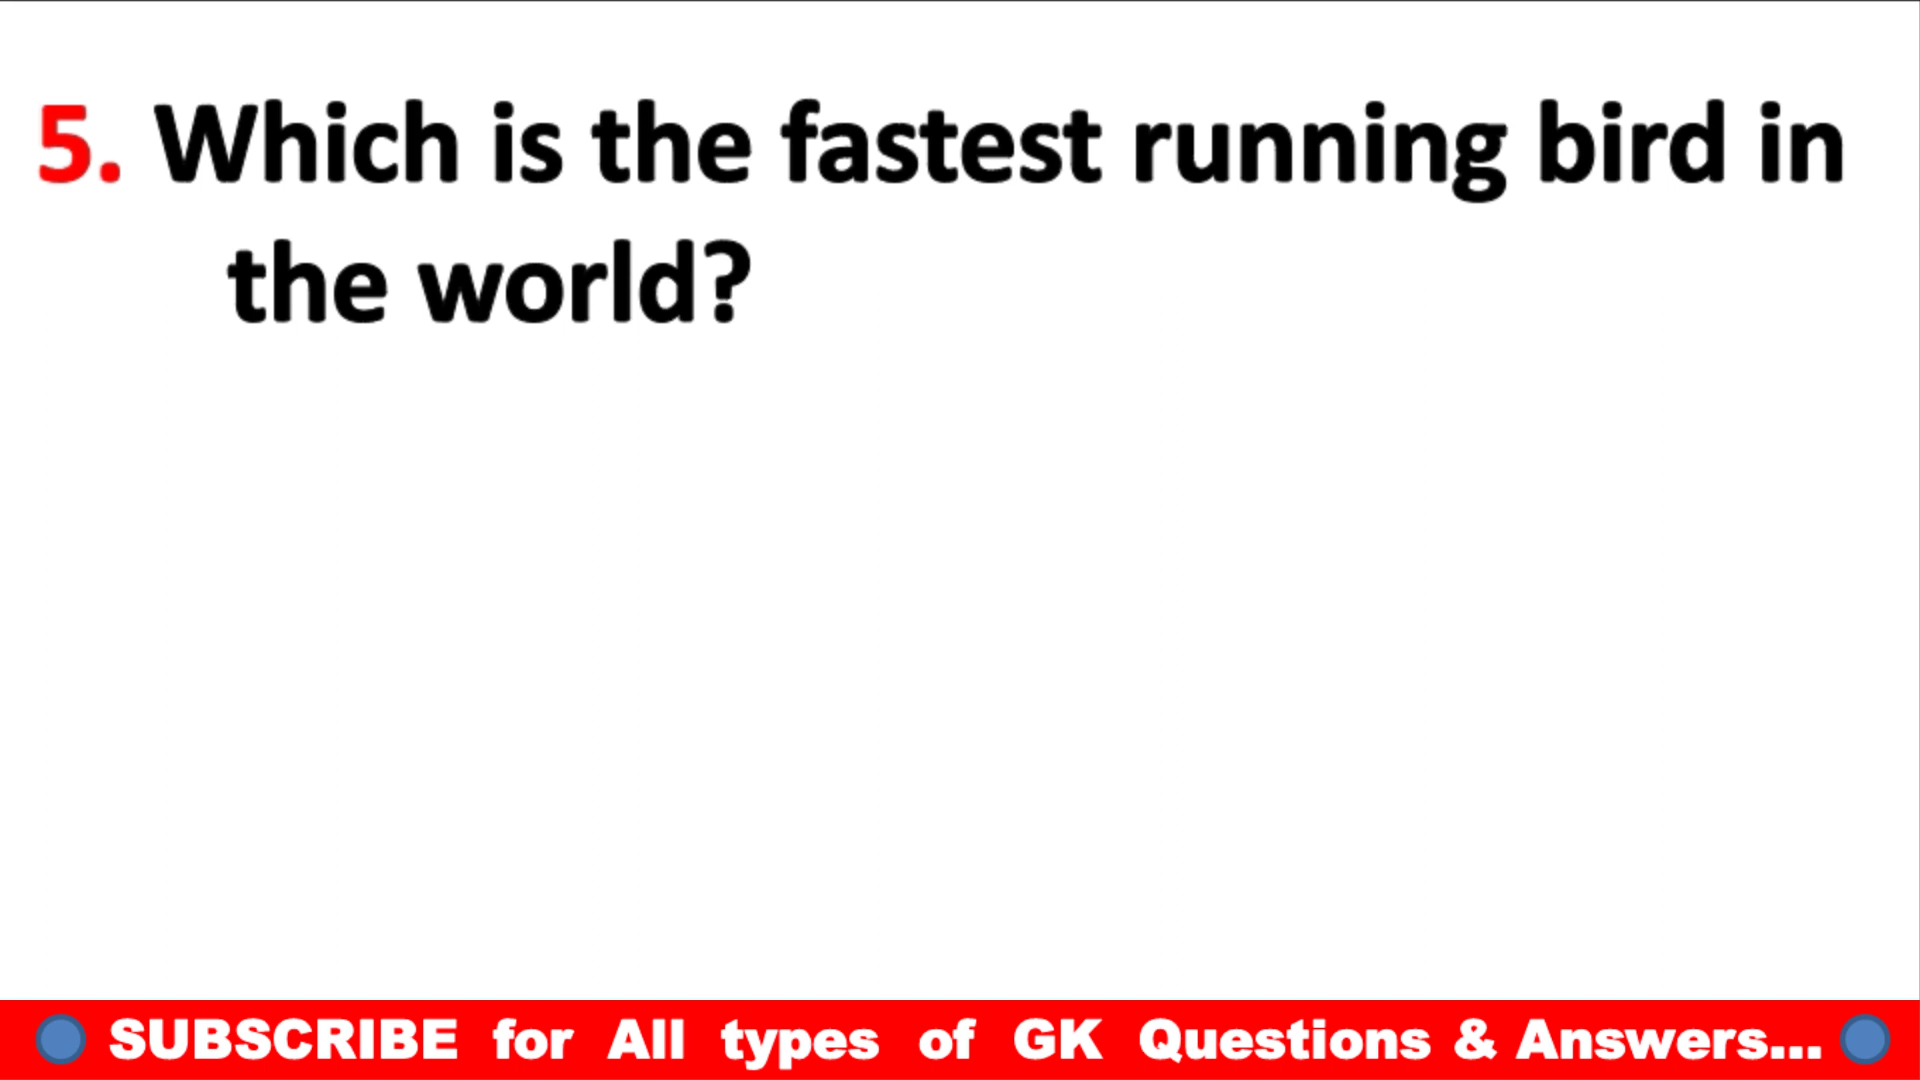 5. Which is the fastest running bird in
the world?
SUBSCRIBE for All types of GK Questions & Answers...